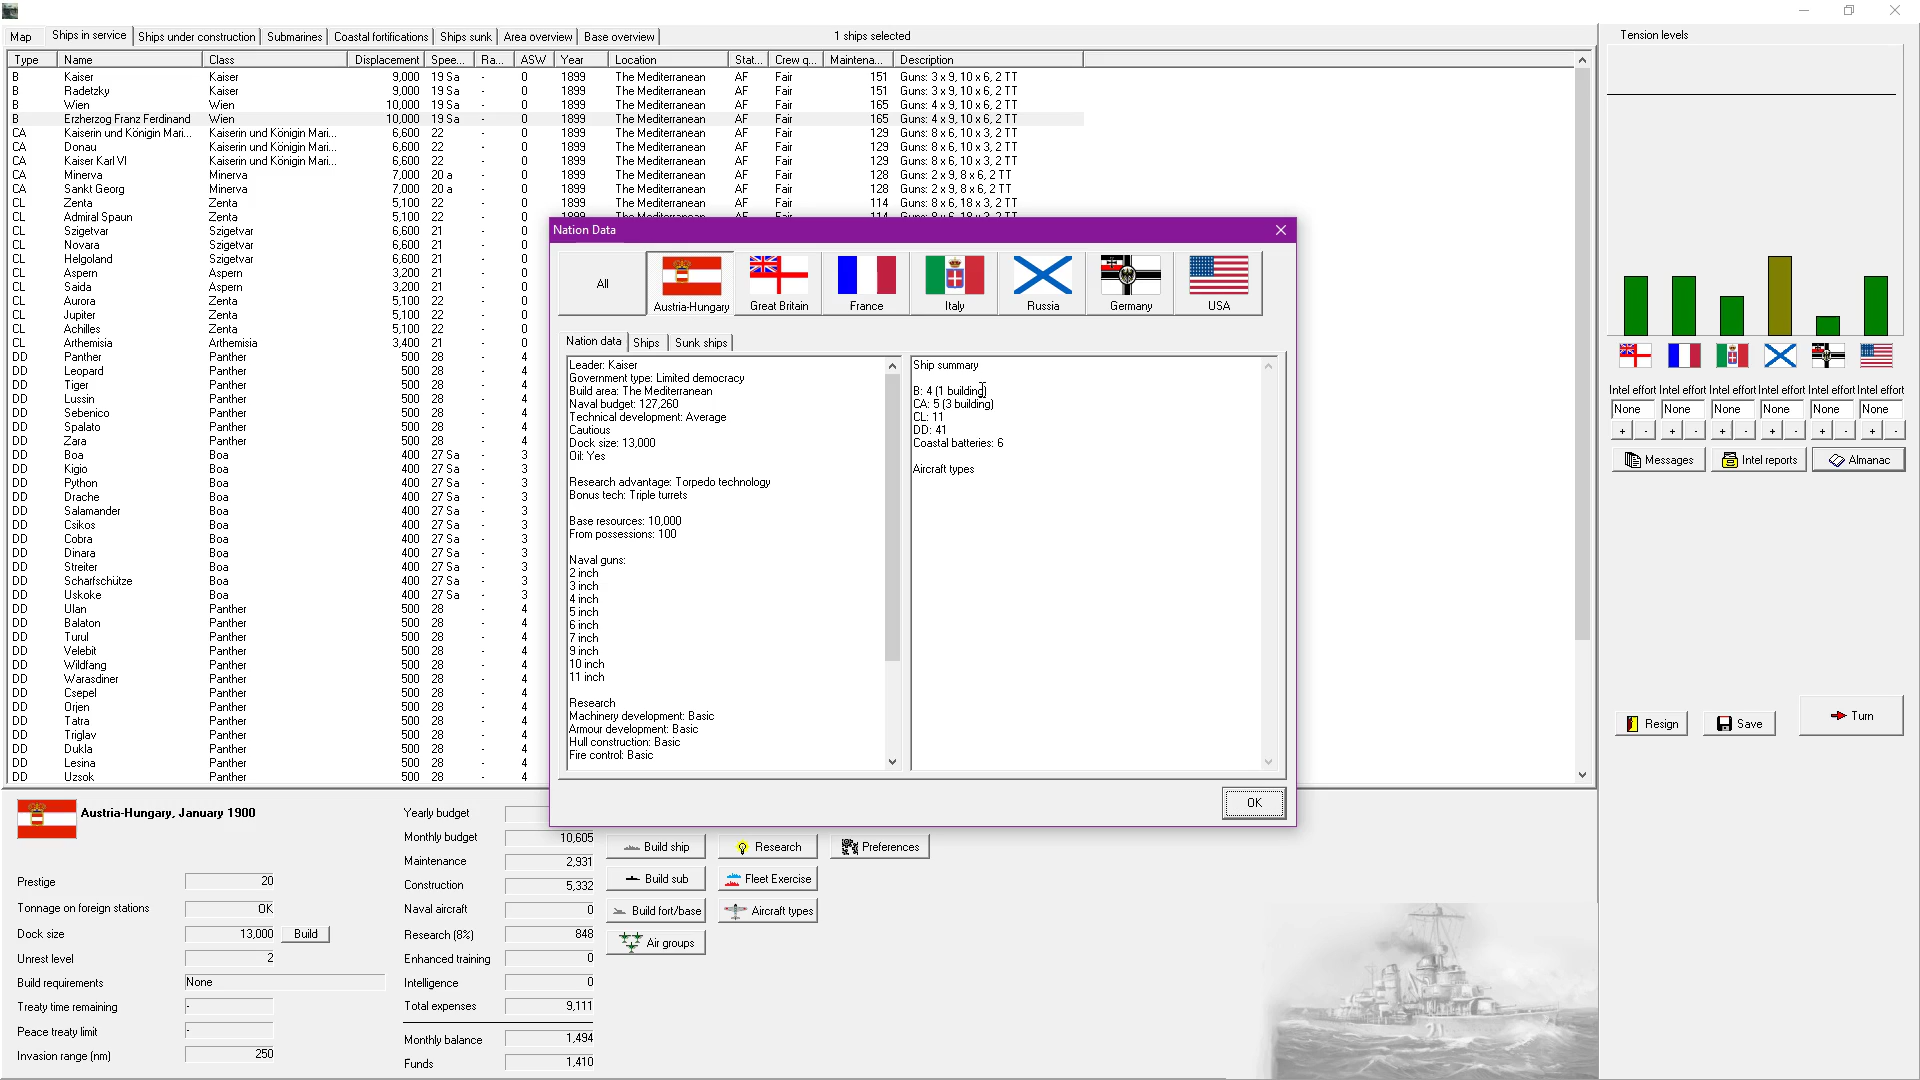 Map Ships in service Ships under construction Submarines Coastal fortifications Ships sunk Area overview Base overview 1 ships selected Tension levels
Type Name Class Displacement Spee... Ra... ASW Year Location Stat... Crew q... Maintena... Description
B Kaiser Kaiser 9,000 19 Sa - 0 1899 The Mediterranean AF Fair 151 Guns: 3 x 9, 10 x 6, 2 TT
B Radetzky Kaiser 9,000 19 Sa - 0 1899 The Mediterranean AF Fair 151 Guns: 3 x 9, 10 x 6, 2 TT
B Wien Wien 10,000 19 Sa - 0 1899 The Mediterranean AF Fair 165 Guns: 4 x 9, 10 x 6, 2 TT
B Erzherzog Franz Ferdinand Wien 10,000 19 Sa - 0 1899 The Mediterranean AF Fair 165 Guns: 4 x 9, 10 x 6, 2 TT
CA Kaiserin und Königin Mari... Kaiserin und Königin Mari... 6,600 22 - 0 1899 The Mediterranean AF Fair 129 Guns: 8 x 6, 10 x 3, 2 TT
CA Donau Kaiserin und Königin Mari... 6,600 22 - 0 1899 The Mediterranean AF Fair 129 Guns: 8 x 6, 10 x 3, 2 TT
CA Kaiser Karl VI Kaiserin und Königin Mari... 6,600 22 - 0 1899 The Mediterranean AF Fair 129 Guns: 8 x 6, 10 x 3, 2 TT
CA Minerva Minerva 7,000 20 a - 0 1899 The Mediterranean AF Fair 128 Guns: 2 x 9, 8 x 6, 2 TT
CA Sankt Georg Minerva 7,000 20 a - 0 1899 The Mediterranean AF Fair 128 Guns: 2 x 9, 8 x 6, 2 TT
CL Zenta Zenta 5,100 22 - 0 1899 The Mediterranean AF Fair 114 Guns: 8 x 6, 18 x 3, 2 TT
CL Admiral Spaun Zenta 5,100 22 - 0 1899 The Mediterranean AF Fair 114 Guns: 8 x 6, 18 x 3, 2 TT
CL Szigetvar Szigetvar 6,600 21 - 0
CL Novara Szigetvar 6,600 21 - 0
CL Helgoland Szigetvar 6,600 21 - 0
CL Aspern Aspern 3,200 21 - 0
CL Saida Aspern 3,200 21 - 0
CL Aurora Zenta 5,100 22 - 0
CL Jupiter Zenta 5,100 22 - 0
CL Achilles Zenta 5,100 22 - 0
CL Arthemisia Arthemisia 3,400 21 - 0
DD Panther Panther 500 28 - 4
DD Leopard Panther 500 28 - 4
DD Tiger Panther 500 28 - 4
DD Lussin Panther 500 28 - 4
DD Sebenico Panther 500 28 - 4
DD Spalato Panther 500 28 - 4
DD Zara Panther 500 28 - 4
DD Boa Boa 400 27 Sa - 3
DD Kigio Boa 400 27 Sa - 3
DD Python Boa 400 27 Sa - 3
DD Drache Boa 400 27 Sa - 3
DD Salamander Boa 400 27 Sa - 3
DD Csikos Boa 400 27 Sa - 3
DD Cobra Boa 400 27 Sa - 3
DD Dinara Boa 400 27 Sa - 3
DD Streiter Boa 400 27 Sa - 3
DD Scharfschütze Boa 400 27 Sa - 3
DD Uskoke Boa 400 27 Sa - 3
DD Ulan Panther 500 28 - 4
DD Balaton Panther 500 28 - 4
DD Turul Panther 500 28 - 4
DD Velebit Panther 500 28 - 4
DD Wildfang Panther 500 28 - 4
DD Warasdiner Panther 500 28 - 4
DD Csepel Panther 500 28 - 4
DD Orjen Panther 500 28 - 4
DD Tatra Panther 500 28 - 4
DD Triglav Panther 500 28 - 4
DD Dukla Panther 500 28 - 4
DD Lesina Panther 500 28 - 4
DD Uzsok Panther 500 28 - 4
Nation Data
All Austria-Hungary Great Britain France Italy Russia Germany USA
Nation data Ships Sunk ships
Leader: Kaiser
Government type: Limited democracy
Build area: The Mediterranean
Naval budget: 127,260
Technical development: Average
Cautious
Dock size: 13,000
Oil: Yes
Research advantage: Torpedo technology
Bonus tech: Triple turrets
Base resources: 10,000
From possessions: 100
Naval guns:
2 inch
3 inch
4 inch
5 inch
6 inch
7 inch
9 inch
10 inch
11 inch
Research
Machinery development: Basic
Armour development: Basic
Hull construction: Basic
Fire control: Basic
Ship summary
B: 4 (1 building)
CA: 5 (3 building)
CL: 11
DD: 41
Coastal batteries: 6
Aircraft types
OK
Intel effort Intel effort Intel effort Intel effort Intel effort Intel effort
None None None None None None
+ - + - + - + - + - + -
Messages Intel reports Almanac
Resign Save Turn
Austria-Hungary, January 1900
Prestige 20
Tonnage on foreign stations OK
Dock size 13,000 Build
Unrest level 2
Build requirements None
Treaty time remaining -
Peace treaty limit -
Invasion range (nm) 250
Yearly budget
Monthly budget 10,605
Maintenance 2,931
Construction 5,332
Naval aircraft 0
Research (8%) 848
Enhanced training 0
Intelligence 0
Total expenses 9,111
Monthly balance 1,494
Funds 1,410
Build ship Research Preferences
Build sub Fleet Exercise
Build fort/base Aircraft types
Air groups
21